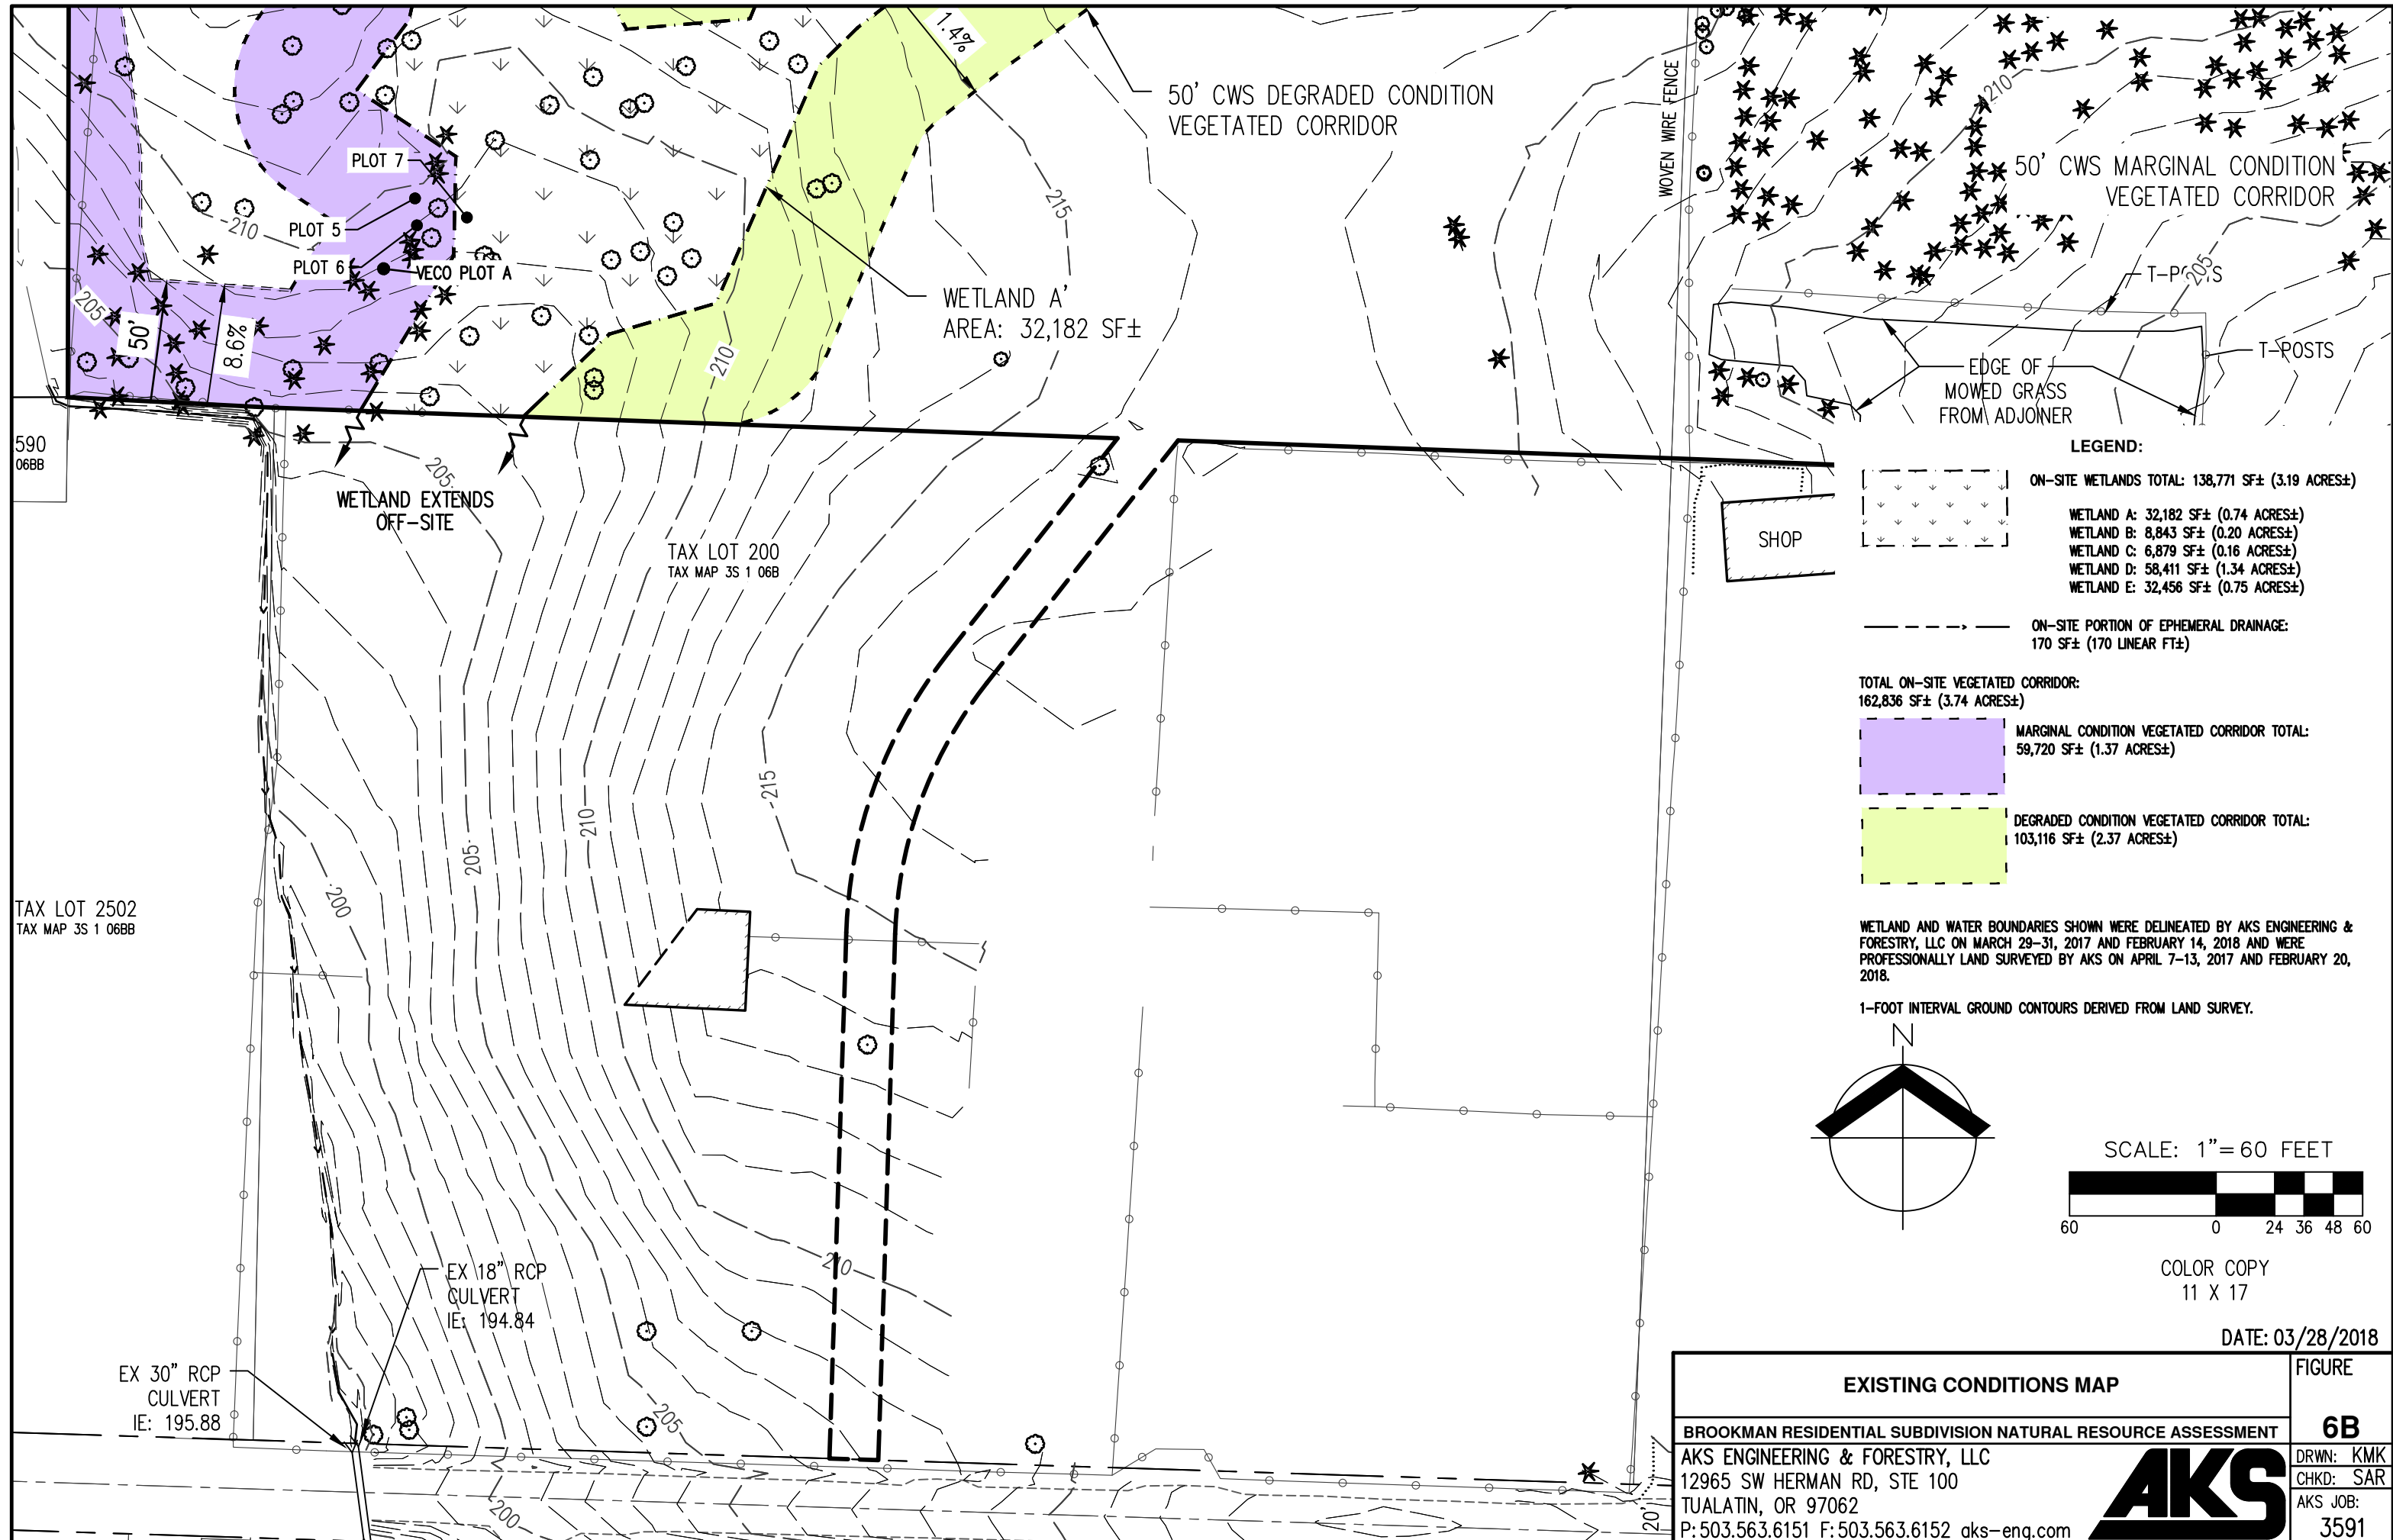 1.4%
50' CWS DEGRADED CONDITION
VEGETATED CORRIDOR
WOVEN WIRE FENCE
210
50' CWS MARGINAL CONDITION
VEGETATED CORRIDOR
PLOT 7
PLOT 5
PLOT 6
VECO PLOT A
210
215
205
50'
8.6%
WETLAND A'
AREA: 32,182 SF±
210
T-POSTS
205
T-POSTS
EDGE OF
MOWED GRASS
FROM ADJOINER
590
06BB
205
WETLAND EXTENDS
OFF-SITE
TAX LOT 200
TAX MAP 3S 1 06B
SHOP
LEGEND:
ON-SITE WETLANDS TOTAL: 138,771 SF± (3.19 ACRES±)
WETLAND A: 32,182 SF± (0.74 ACRES±)
WETLAND B: 8,843 SF± (0.20 ACRES±)
WETLAND C: 6,879 SF± (0.16 ACRES±)
WETLAND D: 58,411 SF± (1.34 ACRES±)
WETLAND E: 32,456 SF± (0.75 ACRES±)
ON-SITE PORTION OF EPHEMERAL DRAINAGE:
170 SF± (170 LINEAR FT±)
TOTAL ON-SITE VEGETATED CORRIDOR:
162,836 SF± (3.74 ACRES±)
MARGINAL CONDITION VEGETATED CORRIDOR TOTAL:
59,720 SF± (1.37 ACRES±)
DEGRADED CONDITION VEGETATED CORRIDOR TOTAL:
103,116 SF± (2.37 ACRES±)
215
210
205
200
TAX LOT 2502
TAX MAP 3S 1 06BB
WETLAND AND WATER BOUNDARIES SHOWN WERE DELINEATED BY AKS ENGINEERING &
FORESTRY, LLC ON MARCH 29-31, 2017 AND FEBRUARY 14, 2018 AND WERE
PROFESSIONALLY LAND SURVEYED BY AKS ON APRIL 7-13, 2017 AND FEBRUARY 20,
2018.
1-FOOT INTERVAL GROUND CONTOURS DERIVED FROM LAND SURVEY.
N
SCALE: 1"= 60 FEET
60 0 24 36 48 60
COLOR COPY
11 X 17
EX 18" RCP
CULVERT
IE: 194.84
210
EX 30" RCP
CULVERT
IE: 195.88
205
200
20'
DATE: 03/28/2018
EXISTING CONDITIONS MAP
FIGURE
6B
BROOKMAN RESIDENTIAL SUBDIVISION NATURAL RESOURCE ASSESSMENT
AKS ENGINEERING & FORESTRY, LLC
12965 SW HERMAN RD, STE 100
TUALATIN, OR 97062
P: 503.563.6151 F: 503.563.6152 aks-eng.com
AKS
DRWN: KMK
CHKD: SAR
AKS JOB:
3591